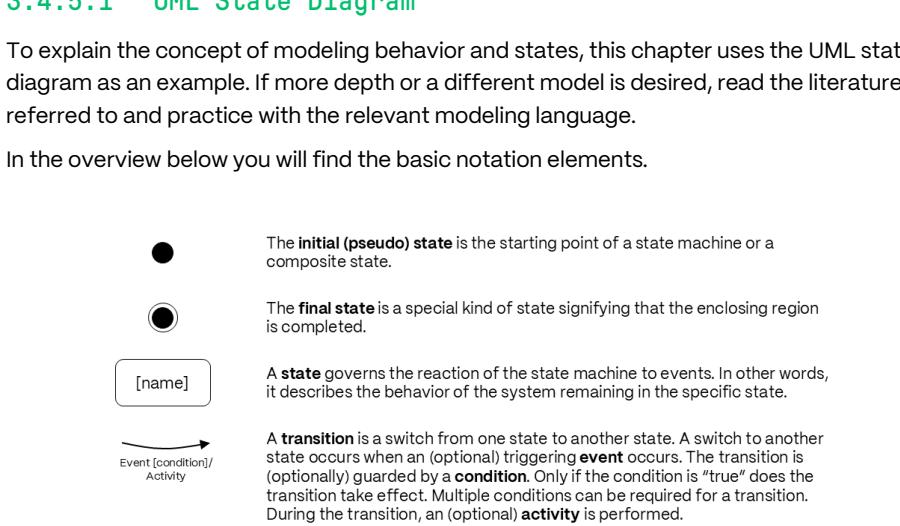 3.4.5.1 UML State Diagram
To explain the concept of modeling behavior and states, this chapter uses the UML stat
diagram as an example. If more depth or a different model is desired, read the literature
referred to and practice with the relevant modeling language.
In the overview below you will find the basic notation elements.
The initial (pseudo) state is the starting point of a state machine or a
composite state.
The final state is a special kind of state signifying that the enclosing region
is completed.
[name]
A state governs the reaction of the state machine to events. In other words,
it describes the behavior of the system remaining in the specific state.
Event [condition]/
Activity
A transition is a switch from one state to another state. A switch to another
state occurs when an (optional) triggering event occurs. The transition is
(optionally) guarded by a condition. Only if the condition is “true” does the
transition take effect. Multiple conditions can be required for a transition.
During the transition, an (optional) activity is performed.